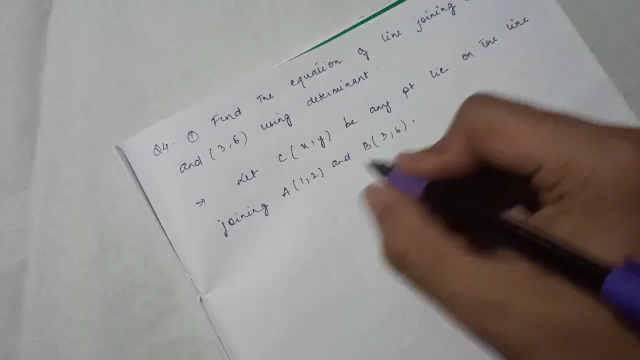 Q4. ① Find The equation of line joining
and (3,6) using determinant.
⇒ Let C(x,y) be any pt lie on The line
joining A(1,2) and B(3,6).